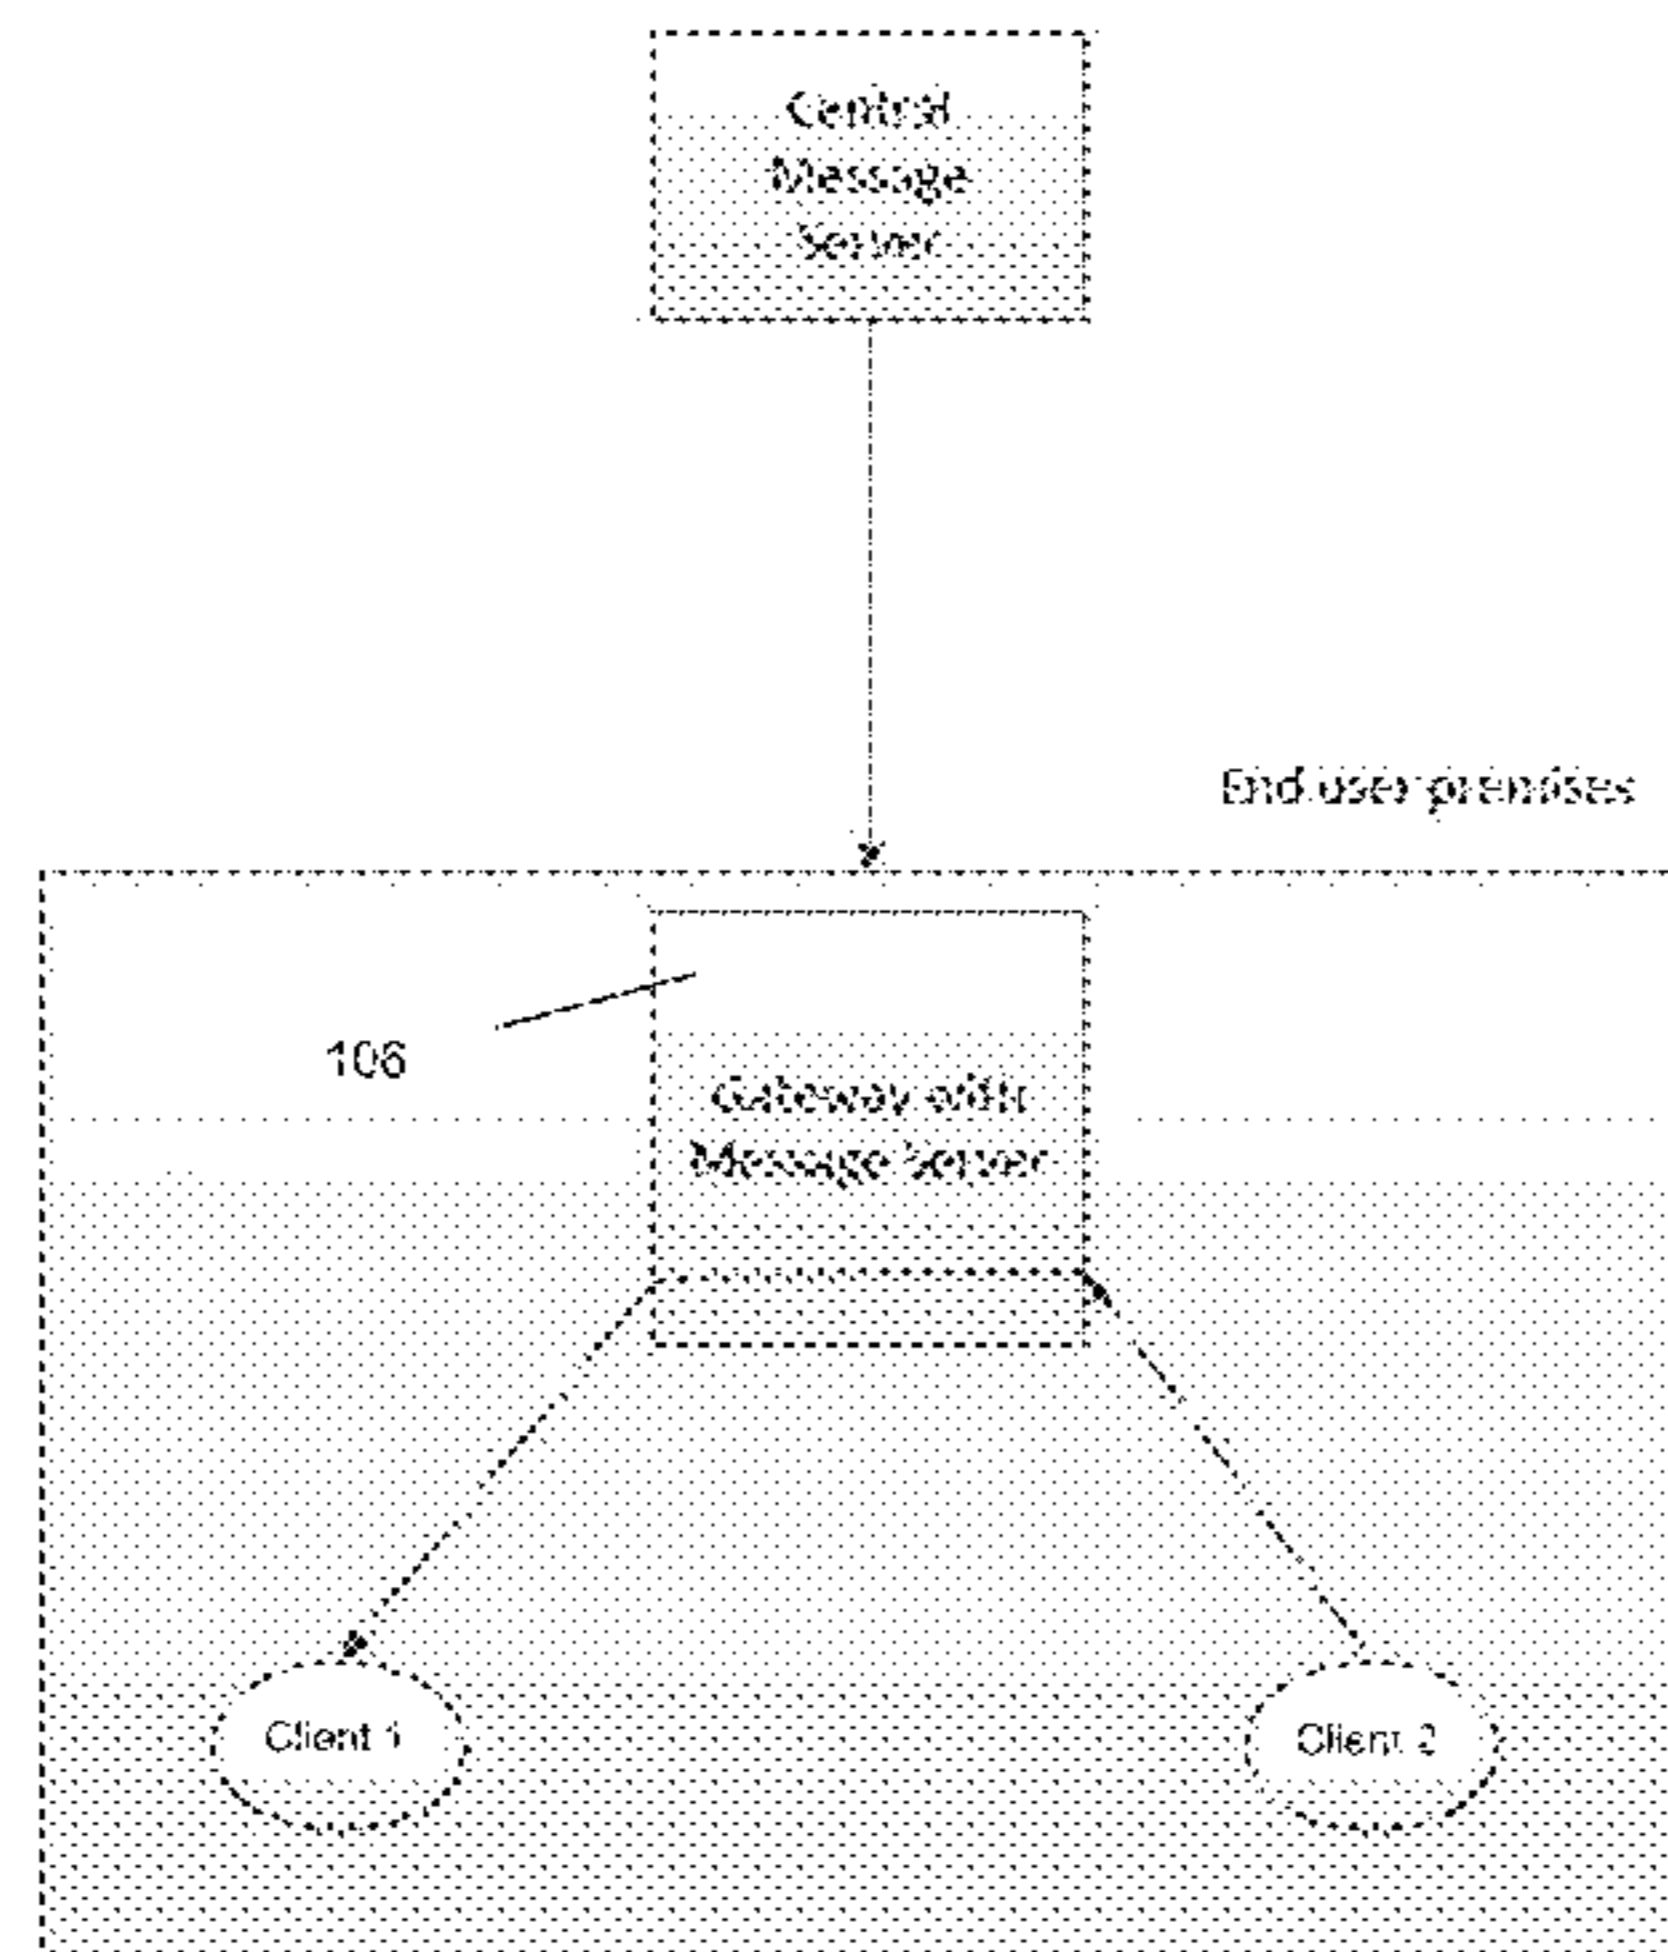 Central
Message
Server
End user premises
106
Gateway with
Message Server
Client 1
Client 2